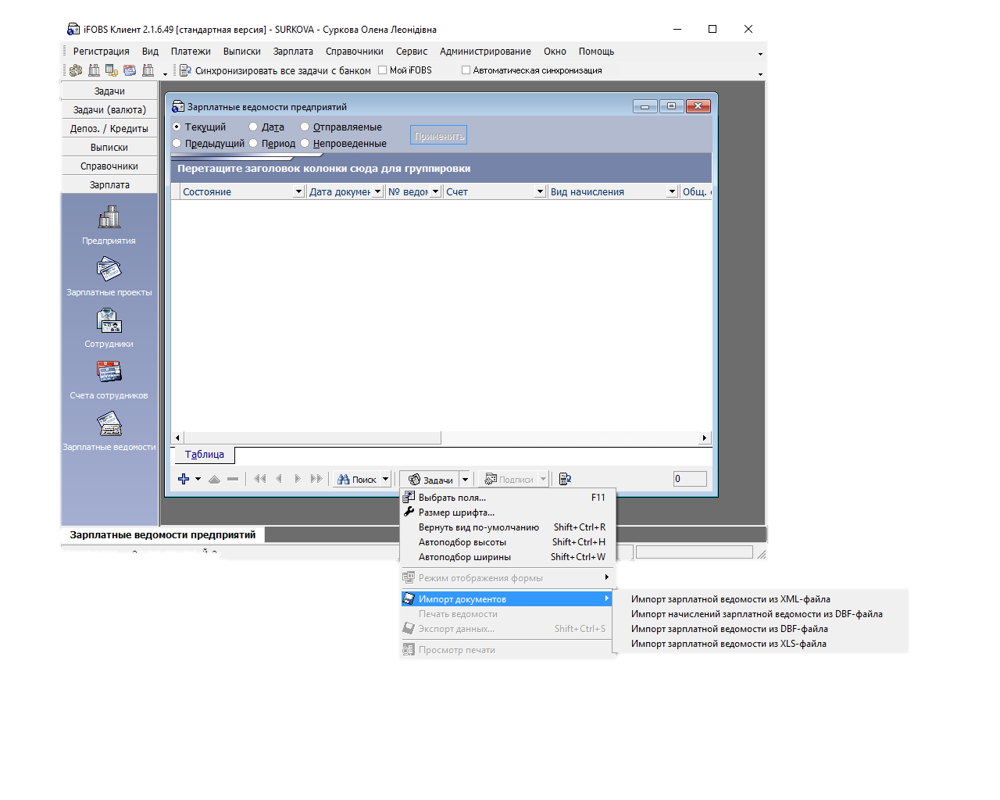 iFOBS Клиент 2.1.6.49 [стандартная версия] - SURKOVA - Суркова Олена Леонідівна
Регистрация Вид Платежи Выписки Зарплата Справочники Сервис Администрирование Окно Помощь
Синхронизировать все задачи с банком Мой iFOBS Автоматическая синхронизация
Задачи
Задачи (валюта)
Депоз. / Кредиты
Выписки
Справочники
Зарплата
Предприятия
Зарплатные проекты
Сотрудники
Счета сотрудников
Зарплатные ведомости
Зарплатные ведомости предприятий
Текущий Дата Отправляемые
Предыдущий Период Непроведенные
Применить
Перетащите заголовок колонки сюда для группировки
Состояние Дата докумен № ведом Счет Вид начисления Общ. с
Таблица
Поиск Задачи Подписи 0
Выбрать поля... F11
Размер шрифта...
Вернуть вид по-умолчанию Shift+Ctrl+R
Автоподбор высоты Shift+Ctrl+H
Автоподбор ширины Shift+Ctrl+W
Режим отображения формы
Импорт документов
Печать ведомости
Экспорт данных... Shift+Ctrl+S
Просмотр печати
Импорт зарплатной ведомости из XML-файла
Импорт начислений зарплатной ведомости из DBF-файла
Импорт зарплатной ведомости из DBF-файла
Импорт зарплатной ведомости из XLS-файла
Зарплатные ведомости предприятий